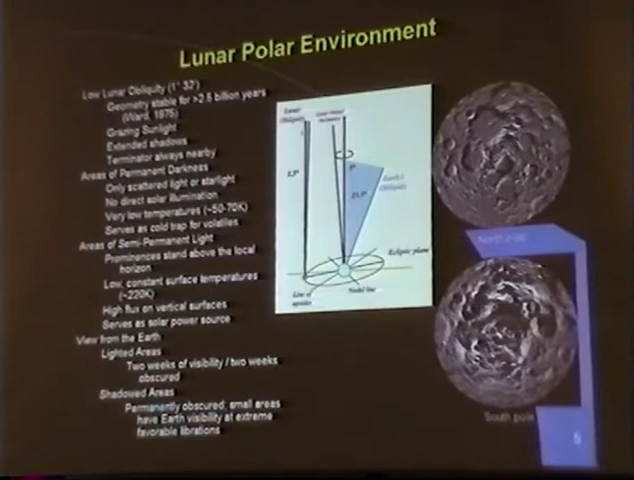 Lunar Polar Environment
Low Lunar Obliquity (1° 32')
Geometry stable for >2.5 billion years
(Ward, 1975)
Grazing Sunlight
Extended shadows
Terminator always nearby
Areas of Permanent Darkness
Only scattered light or starlight
No direct solar illumination
Very low temperatures (~50-70K)
Serves as cold trap for volatiles
Areas of Semi-Permanent Light
Prominences stand above the local
horizon
Low, constant surface temperatures
(~220K)
High flux on vertical surfaces
Serves as solar power source
View from the Earth
Lighted Areas
Two weeks of visibility / two weeks
obscured
Shadowed Areas
Permanently obscured; small areas
have Earth visibility at extreme
favorable librations
Lunar
Obliquity
1.5°
5°
Earth's
Obliquity
23.5°
Ecliptic plane
Line of
apsides
Nodal line
North pole
South pole
5